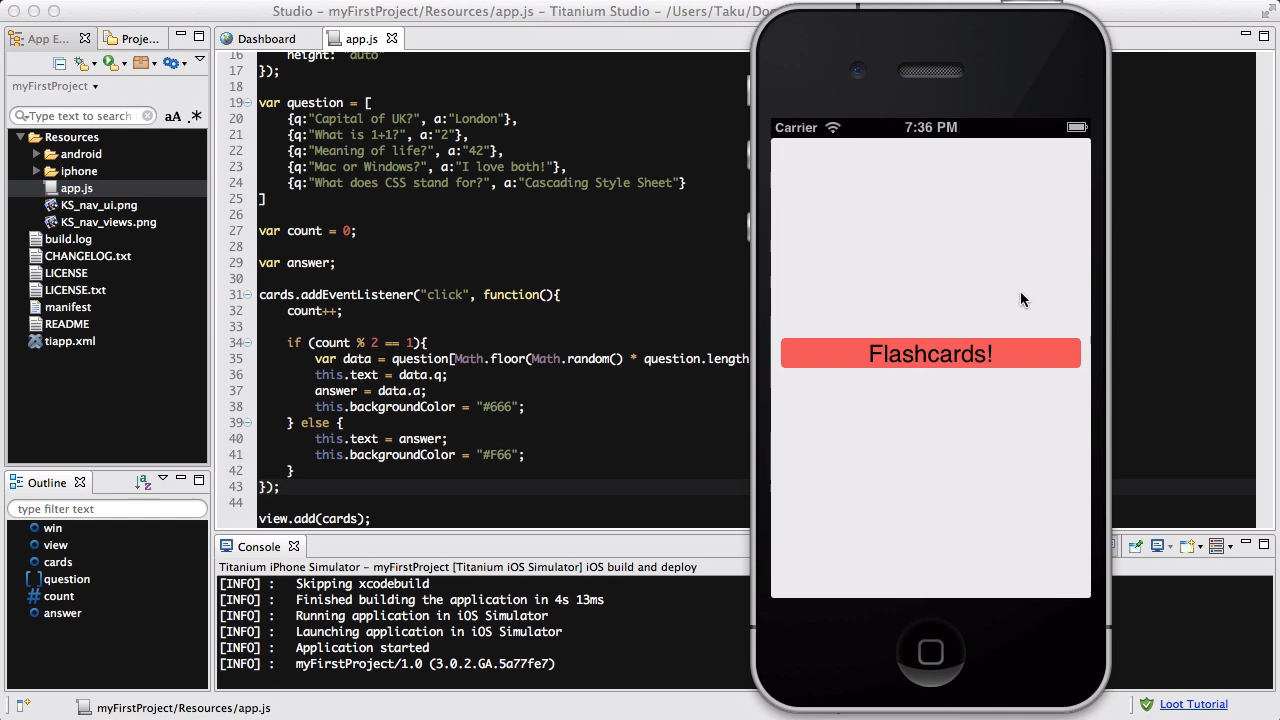 Studio – myFirstProject/Resources/app.js – Titanium Studio – /Users/Taku/Doc
App E...
Proje...
myFirstProject
Type text to search
aA .*
Resources
android
iphone
app.js
KS_nav_ui.png
KS_nav_views.png
build.log
CHANGELOG.txt
LICENSE
LICENSE.txt
manifest
README
tiapp.xml
Outline
type filter text
win
view
cards
question
count
answer
Dashboard
app.js
16 height: "auto"
17 });
18
19 var question = [
20 {q:"Capital of UK?", a:"London"},
21 {q:"What is 1+1?", a:"2"},
22 {q:"Meaning of life?", a:"42"},
23 {q:"Mac or Windows?", a:"I love both!"},
24 {q:"What does CSS stand for?", a:"Cascading Style Sheet"}
25 ]
26
27 var count = 0;
28
29 var answer;
30
31 cards.addEventListener("click", function(){
32 count++;
33
34 if (count % 2 == 1){
35 var data = question[Math.floor(Math.random() * question.length
36 this.text = data.q;
37 answer = data.a;
38 this.backgroundColor = "#666";
39 } else {
40 this.text = answer;
41 this.backgroundColor = "#F66";
42 }
43 });
44
view.add(cards);
Console
Titanium iPhone Simulator - myFirstProject [Titanium iOS Simulator] iOS build and deploy
[INFO] : Skipping xcodebuild
[INFO] : Finished building the application in 4s 13ms
[INFO] : Running application in iOS Simulator
[INFO] : Launching application in iOS Simulator
[INFO] : Application started
[INFO] : myFirstProject/1.0 (3.0.2.GA.5a77fe7)
Carrier 7:36 PM
Flashcards!
myFirstProject/Resources/app.js
Loot Tutorial